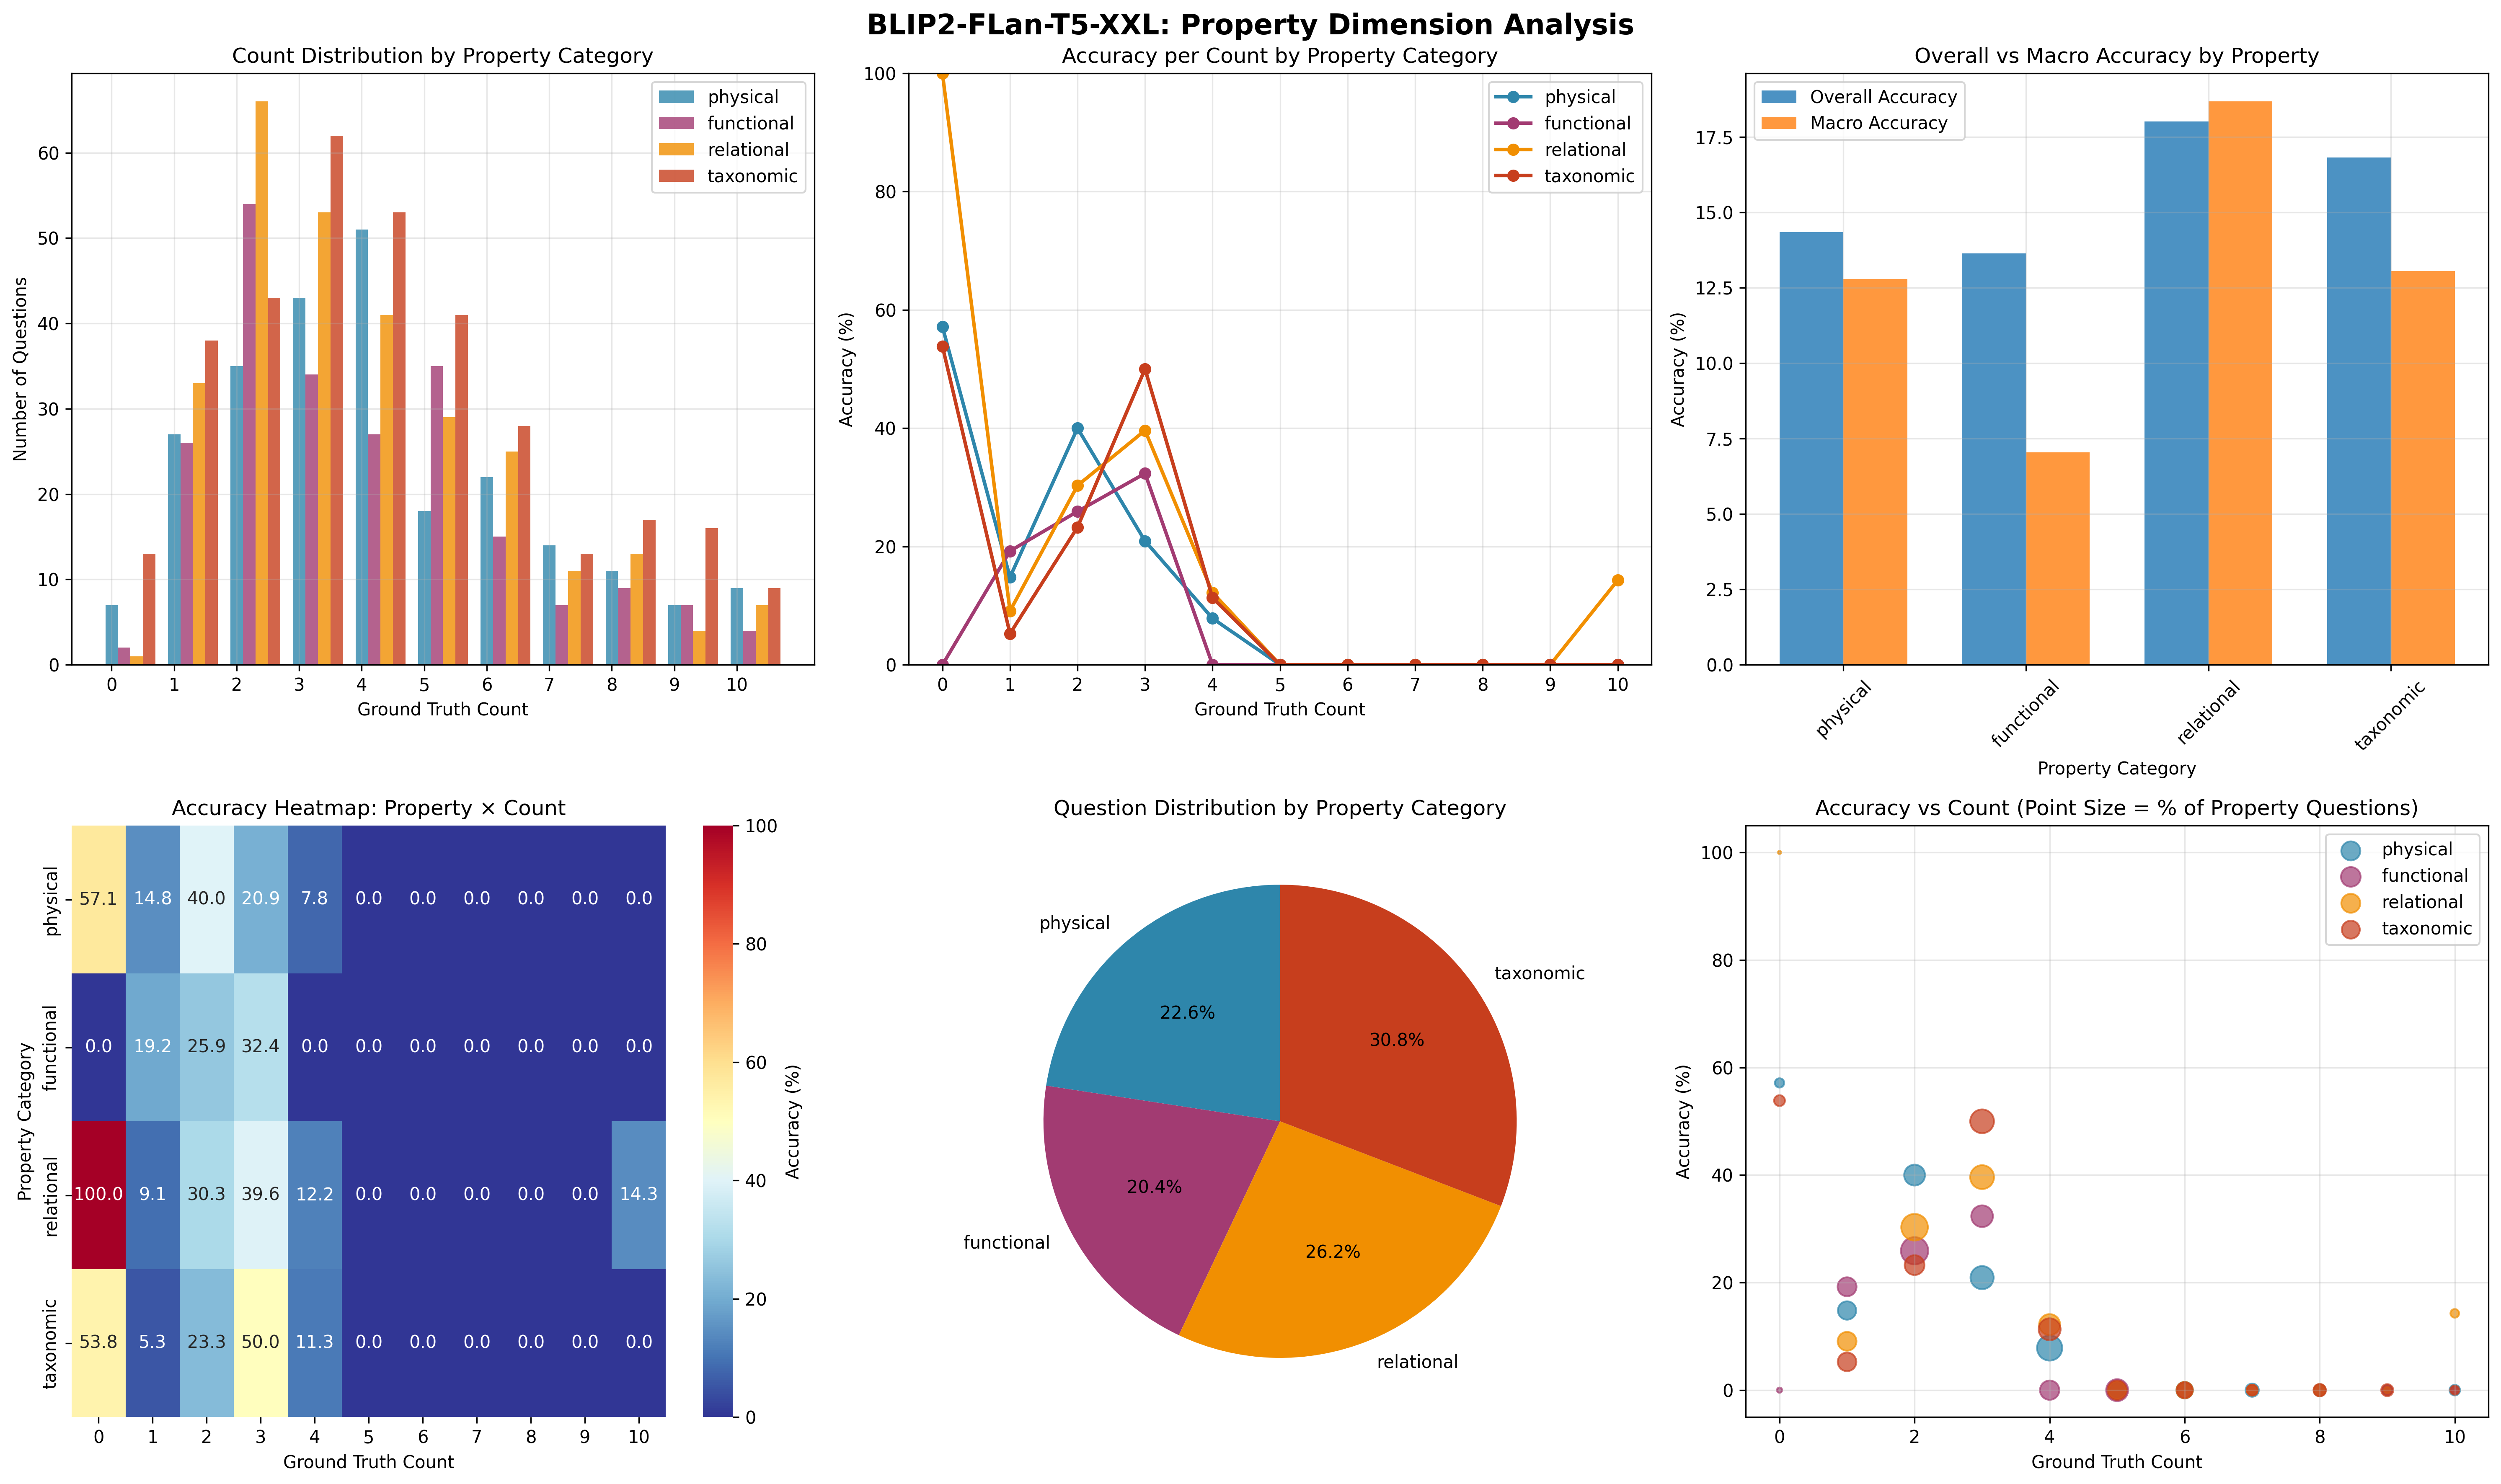 BLIP2-FLan-T5-XXL: Property Dimension Analysis
Count Distribution by Property Category
physical
functional
relational
taxonomic
Number of Questions
60
50
40
30
20
10
0
0 1 2 3 4 5 6 7 8 9 10
Ground Truth Count
Accuracy per Count by Property Category
physical
functional
relational
taxonomic
Accuracy (%)
100
80
60
40
20
0
0 1 2 3 4 5 6 7 8 9 10
Ground Truth Count
Overall vs Macro Accuracy by Property
Overall Accuracy
Macro Accuracy
Accuracy (%)
17.5
15.0
12.5
10.0
7.5
5.0
2.5
0.0
physical functional relational taxonomic
Property Category
Accuracy Heatmap: Property × Count
Property Category
physical
57.1 14.8 40.0 20.9 7.8 0.0 0.0 0.0 0.0 0.0 0.0
functional
0.0 19.2 25.9 32.4 0.0 0.0 0.0 0.0 0.0 0.0 0.0
relational
100.0 9.1 30.3 39.6 12.2 0.0 0.0 0.0 0.0 0.0 14.3
taxonomic
53.8 5.3 23.3 50.0 11.3 0.0 0.0 0.0 0.0 0.0 0.0
0 1 2 3 4 5 6 7 8 9 10
Ground Truth Count
100
80
60
40
20
0
Accuracy (%)
Question Distribution by Property Category
physical
22.6%
taxonomic
30.8%
functional
20.4%
relational
26.2%
Accuracy vs Count (Point Size = % of Property Questions)
physical
functional
relational
taxonomic
Accuracy (%)
100
80
60
40
20
0
0 2 4 6 8 10
Ground Truth Count